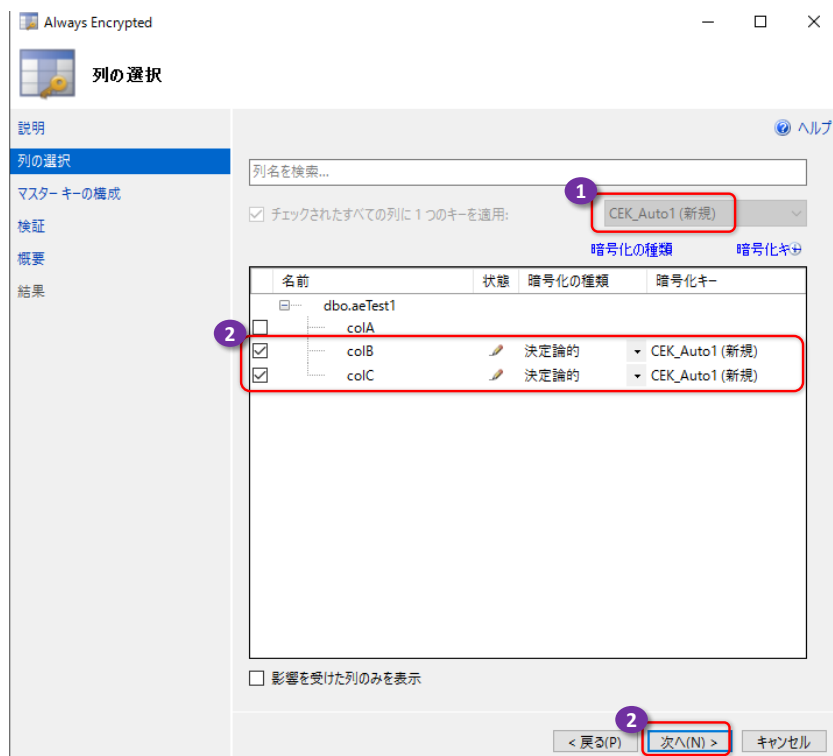 Always Encrypted
列の選択
説明
ヘルプ
列の選択
列名を検索...
マスター キーの構成
1
チェックされたすべての列に 1 つのキーを適用:
CEK_Auto1 (新規)
検証
暗号化の種類
暗号化キー
概要
名前
状態
暗号化の種類
暗号化キー
結果
dbo.aeTest1
colA
2
colB
決定論的
CEK_Auto1 (新規)
colC
決定論的
CEK_Auto1 (新規)
影響を受けた列のみを表示
2
< 戻る(P)
次へ(N) >
キャンセル